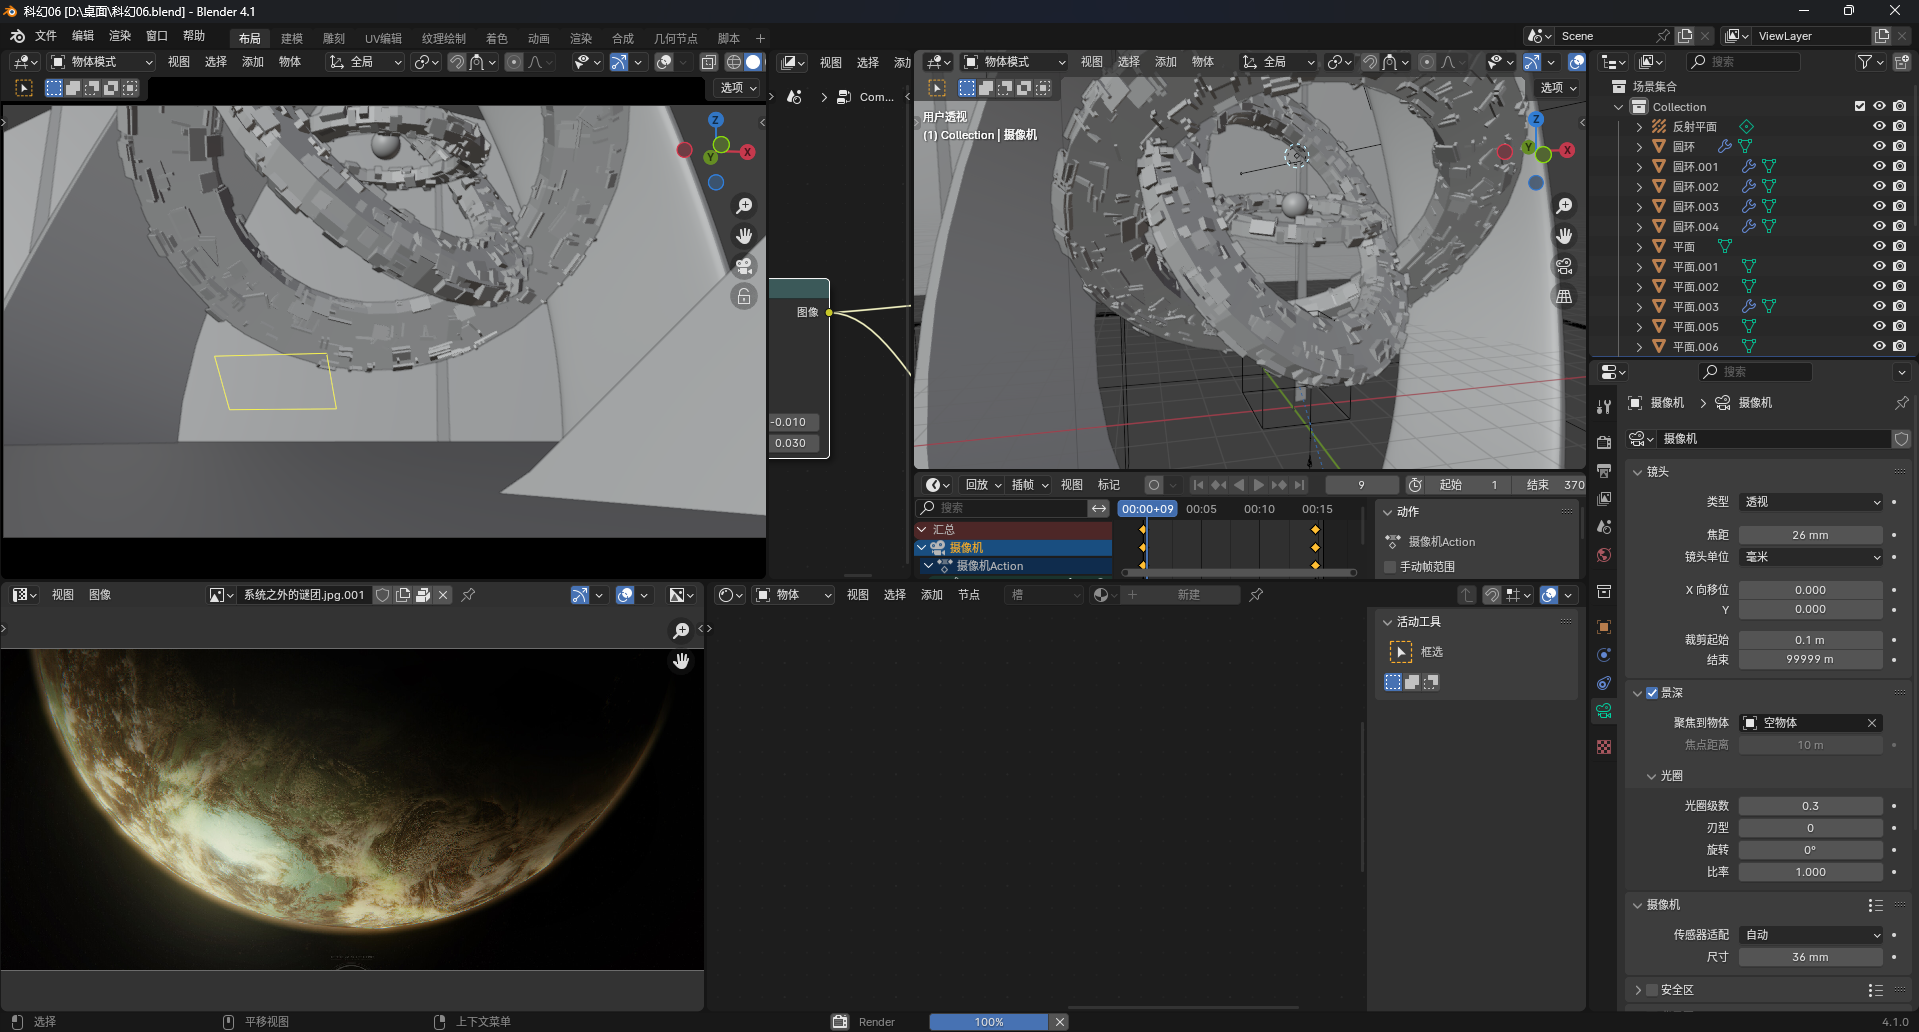 科幻06 [D:\桌面\科幻06.blend] - Blender 4.1
文件 编辑 渲染 窗口 帮助 布局 建模 雕刻 UV编辑 纹理绘制 着色 动画 渲染 合成 几何节点 脚本 + Scene ViewLayer
物体模式 视图 选择 添加 物体 全局
选项
视图 选择 添加
Com...
图像
-0.010
0.030
物体模式 视图 选择 添加 物体 全局
选项
用户透视
(1) Collection | 摄像机
Z
X
Y
Z
X
Y
搜索
场景集合
Collection
反射平面
圆环
圆环.001
圆环.002
圆环.003
圆环.004
平面
平面.001
平面.002
平面.003
平面.005
平面.006
回放 插帧 视图 标记 9 起始 1 结束 370
搜索 00:00+09 00:05 00:10 00:15
汇总
摄像机
摄像机Action
动作
摄像机Action
手动帧范围
搜索
摄像机 摄像机
摄像机
镜头
类型 透视
焦距 26 mm
镜头单位 毫米
X 向移位 0.000
Y 0.000
裁剪起始 0.1 m
结束 99999 m
景深
聚焦到物体 空物体
焦点距离 10 m
光圈
光圈级数 0.3
刃型 0
旋转 0°
比率 1.000
摄像机
传感器适配 自动
尺寸 36 mm
安全区
视图 图像 系统之外的谜团.jpg.001
物体 视图 选择 添加 节点 槽 新建
活动工具
框选
选择 平移视图 上下文菜单 Render 100% 4.1.0